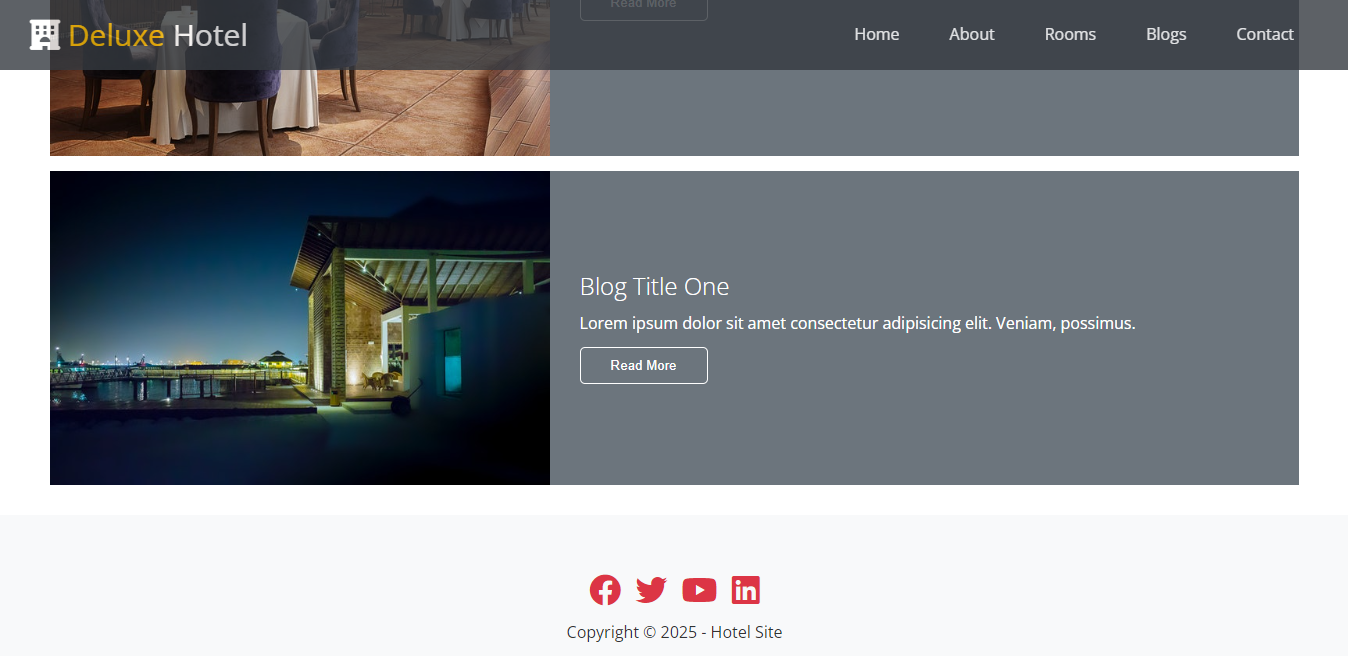 Read More
Deluxe Hotel
Home
About
Rooms
Blogs
Contact
Blog Title One
Lorem ipsum dolor sit amet consectetur adipisicing elit. Veniam, possimus.
Read More
Copyright © 2025 - Hotel Site